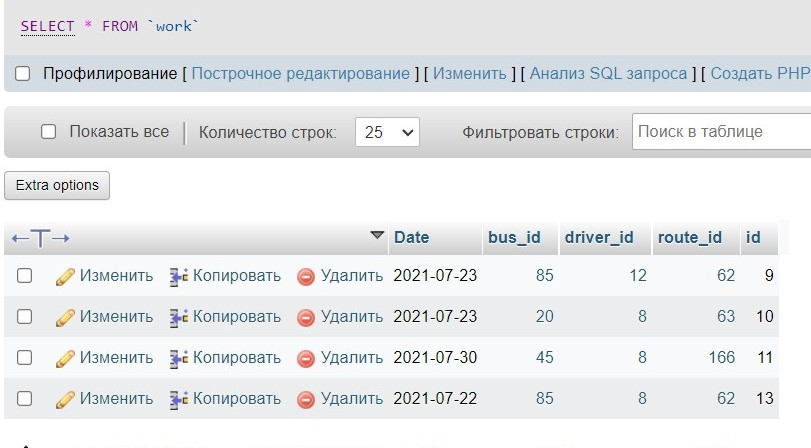 SELECT * FROM `work`
Профилирование [ Построчное редактирование ] [ Изменить ] [ Анализ SQL запроса ] [ Создать PHP
Показать все Количество строк: 25 Фильтровать строки: Поиск в таблице
Extra options
Date bus_id driver_id route_id id
Изменить Копировать Удалить 2021-07-23 85 12 62 9
Изменить Копировать Удалить 2021-07-23 20 8 63 10
Изменить Копировать Удалить 2021-07-30 45 8 166 11
Изменить Копировать Удалить 2021-07-22 85 8 62 13